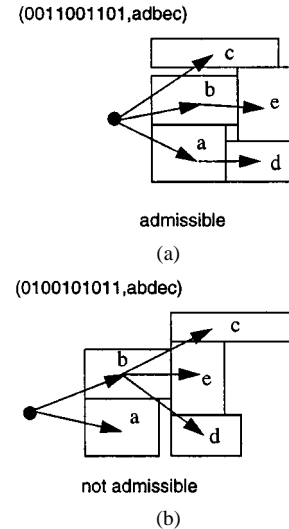 (0011001101,adbec)
c
b
e
a
d
admissible
(a)
(0100101011,abdec)
c
b
e
a
d
not admissible
(b)